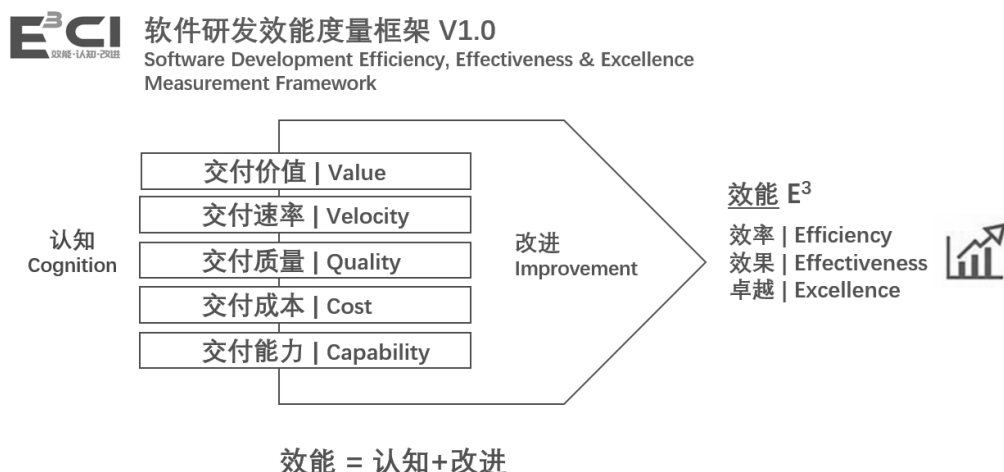 E³CI
效能·认知·改进
软件研发效能度量框架 V1.0
Software Development Efficiency, Effectiveness & Excellence
Measurement Framework
认知
Cognition
交付价值 | Value
交付速率 | Velocity
交付质量 | Quality
交付成本 | Cost
交付能力 | Capability
改进
Improvement
效能 E³
效率 | Efficiency
效果 | Effectiveness
卓越 | Excellence
效能 = 认知+改进